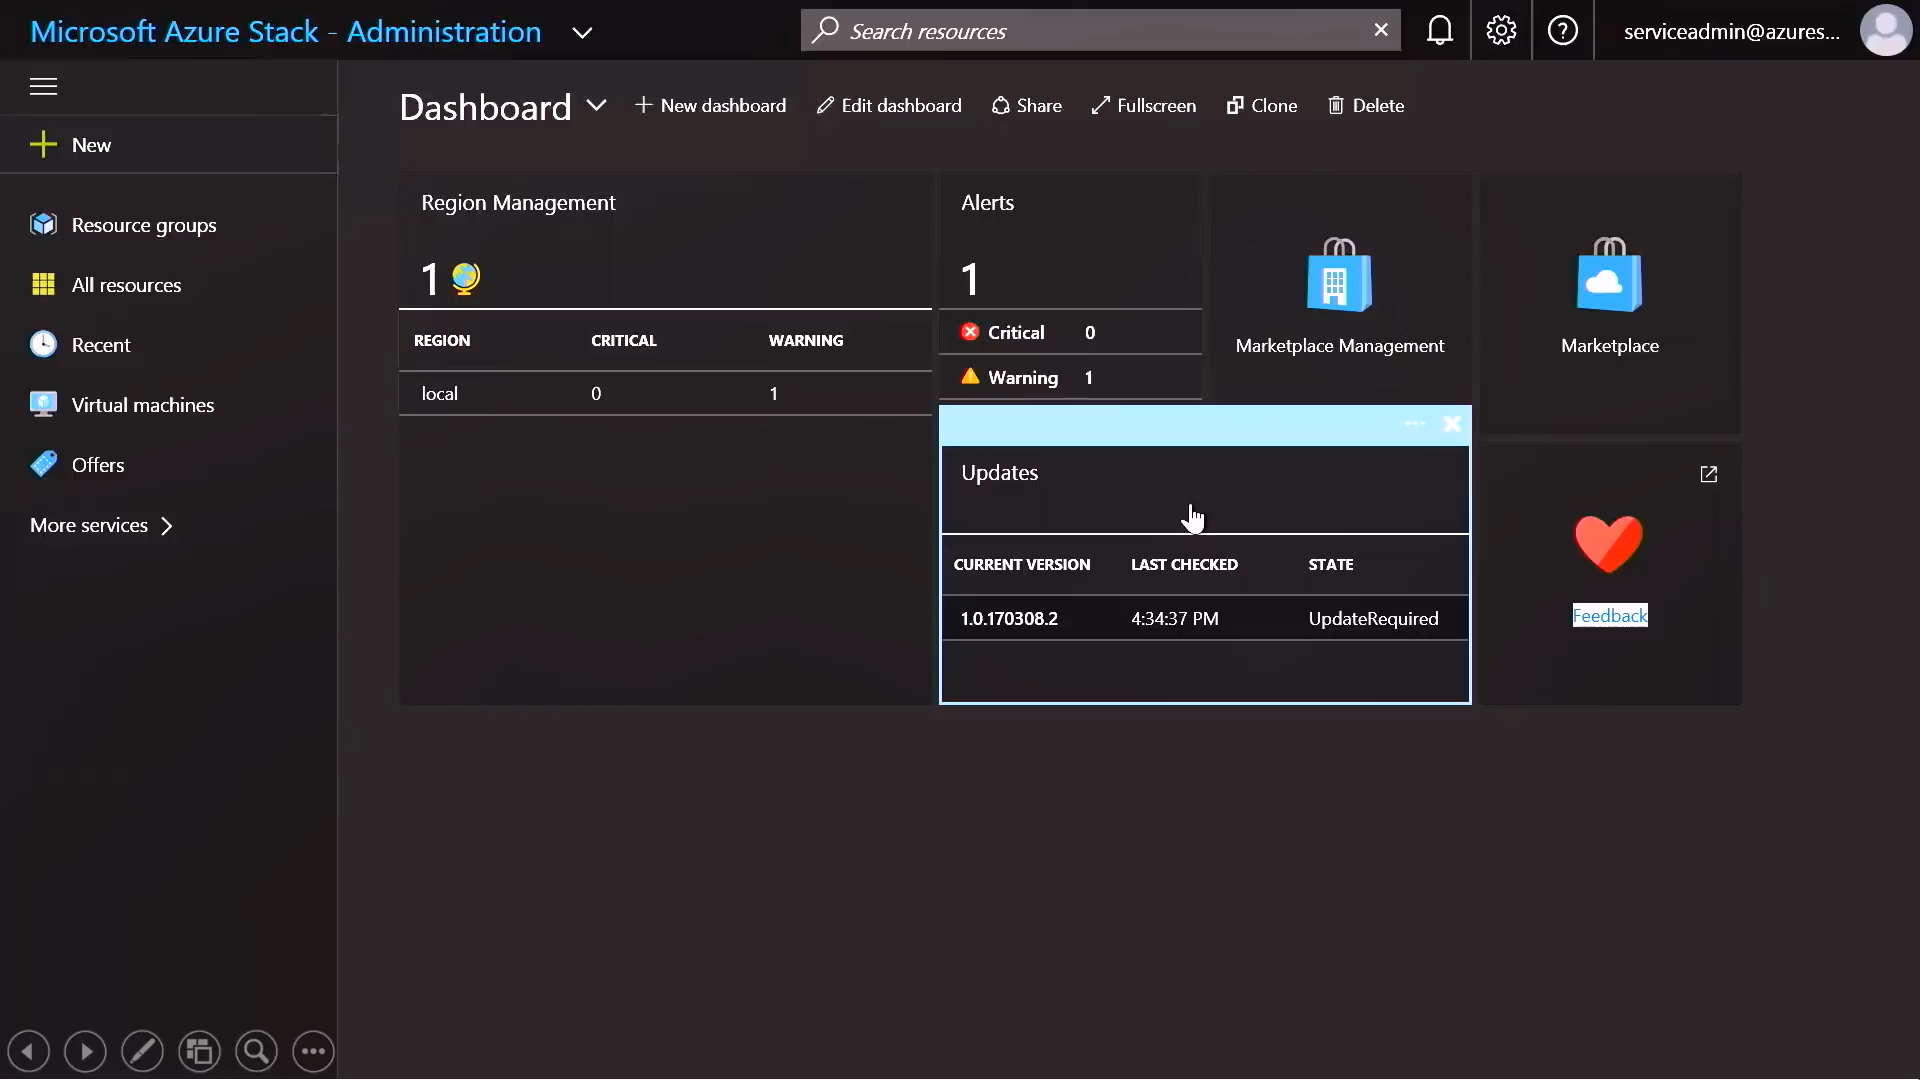 Microsoft Azure Stack - Administration
Search resources
serviceadmin@azures...
Dashboard
New dashboard
Edit dashboard
Share
Fullscreen
Clone
Delete
New
Resource groups
All resources
Recent
Virtual machines
Offers
More services
Region Management
1
REGION CRITICAL WARNING
local 0 1
Alerts
1
Critical 0
Warning 1
Marketplace Management
Marketplace
Updates
CURRENT VERSION LAST CHECKED STATE
1.0.170308.2 4:34:37 PM UpdateRequired
Feedback